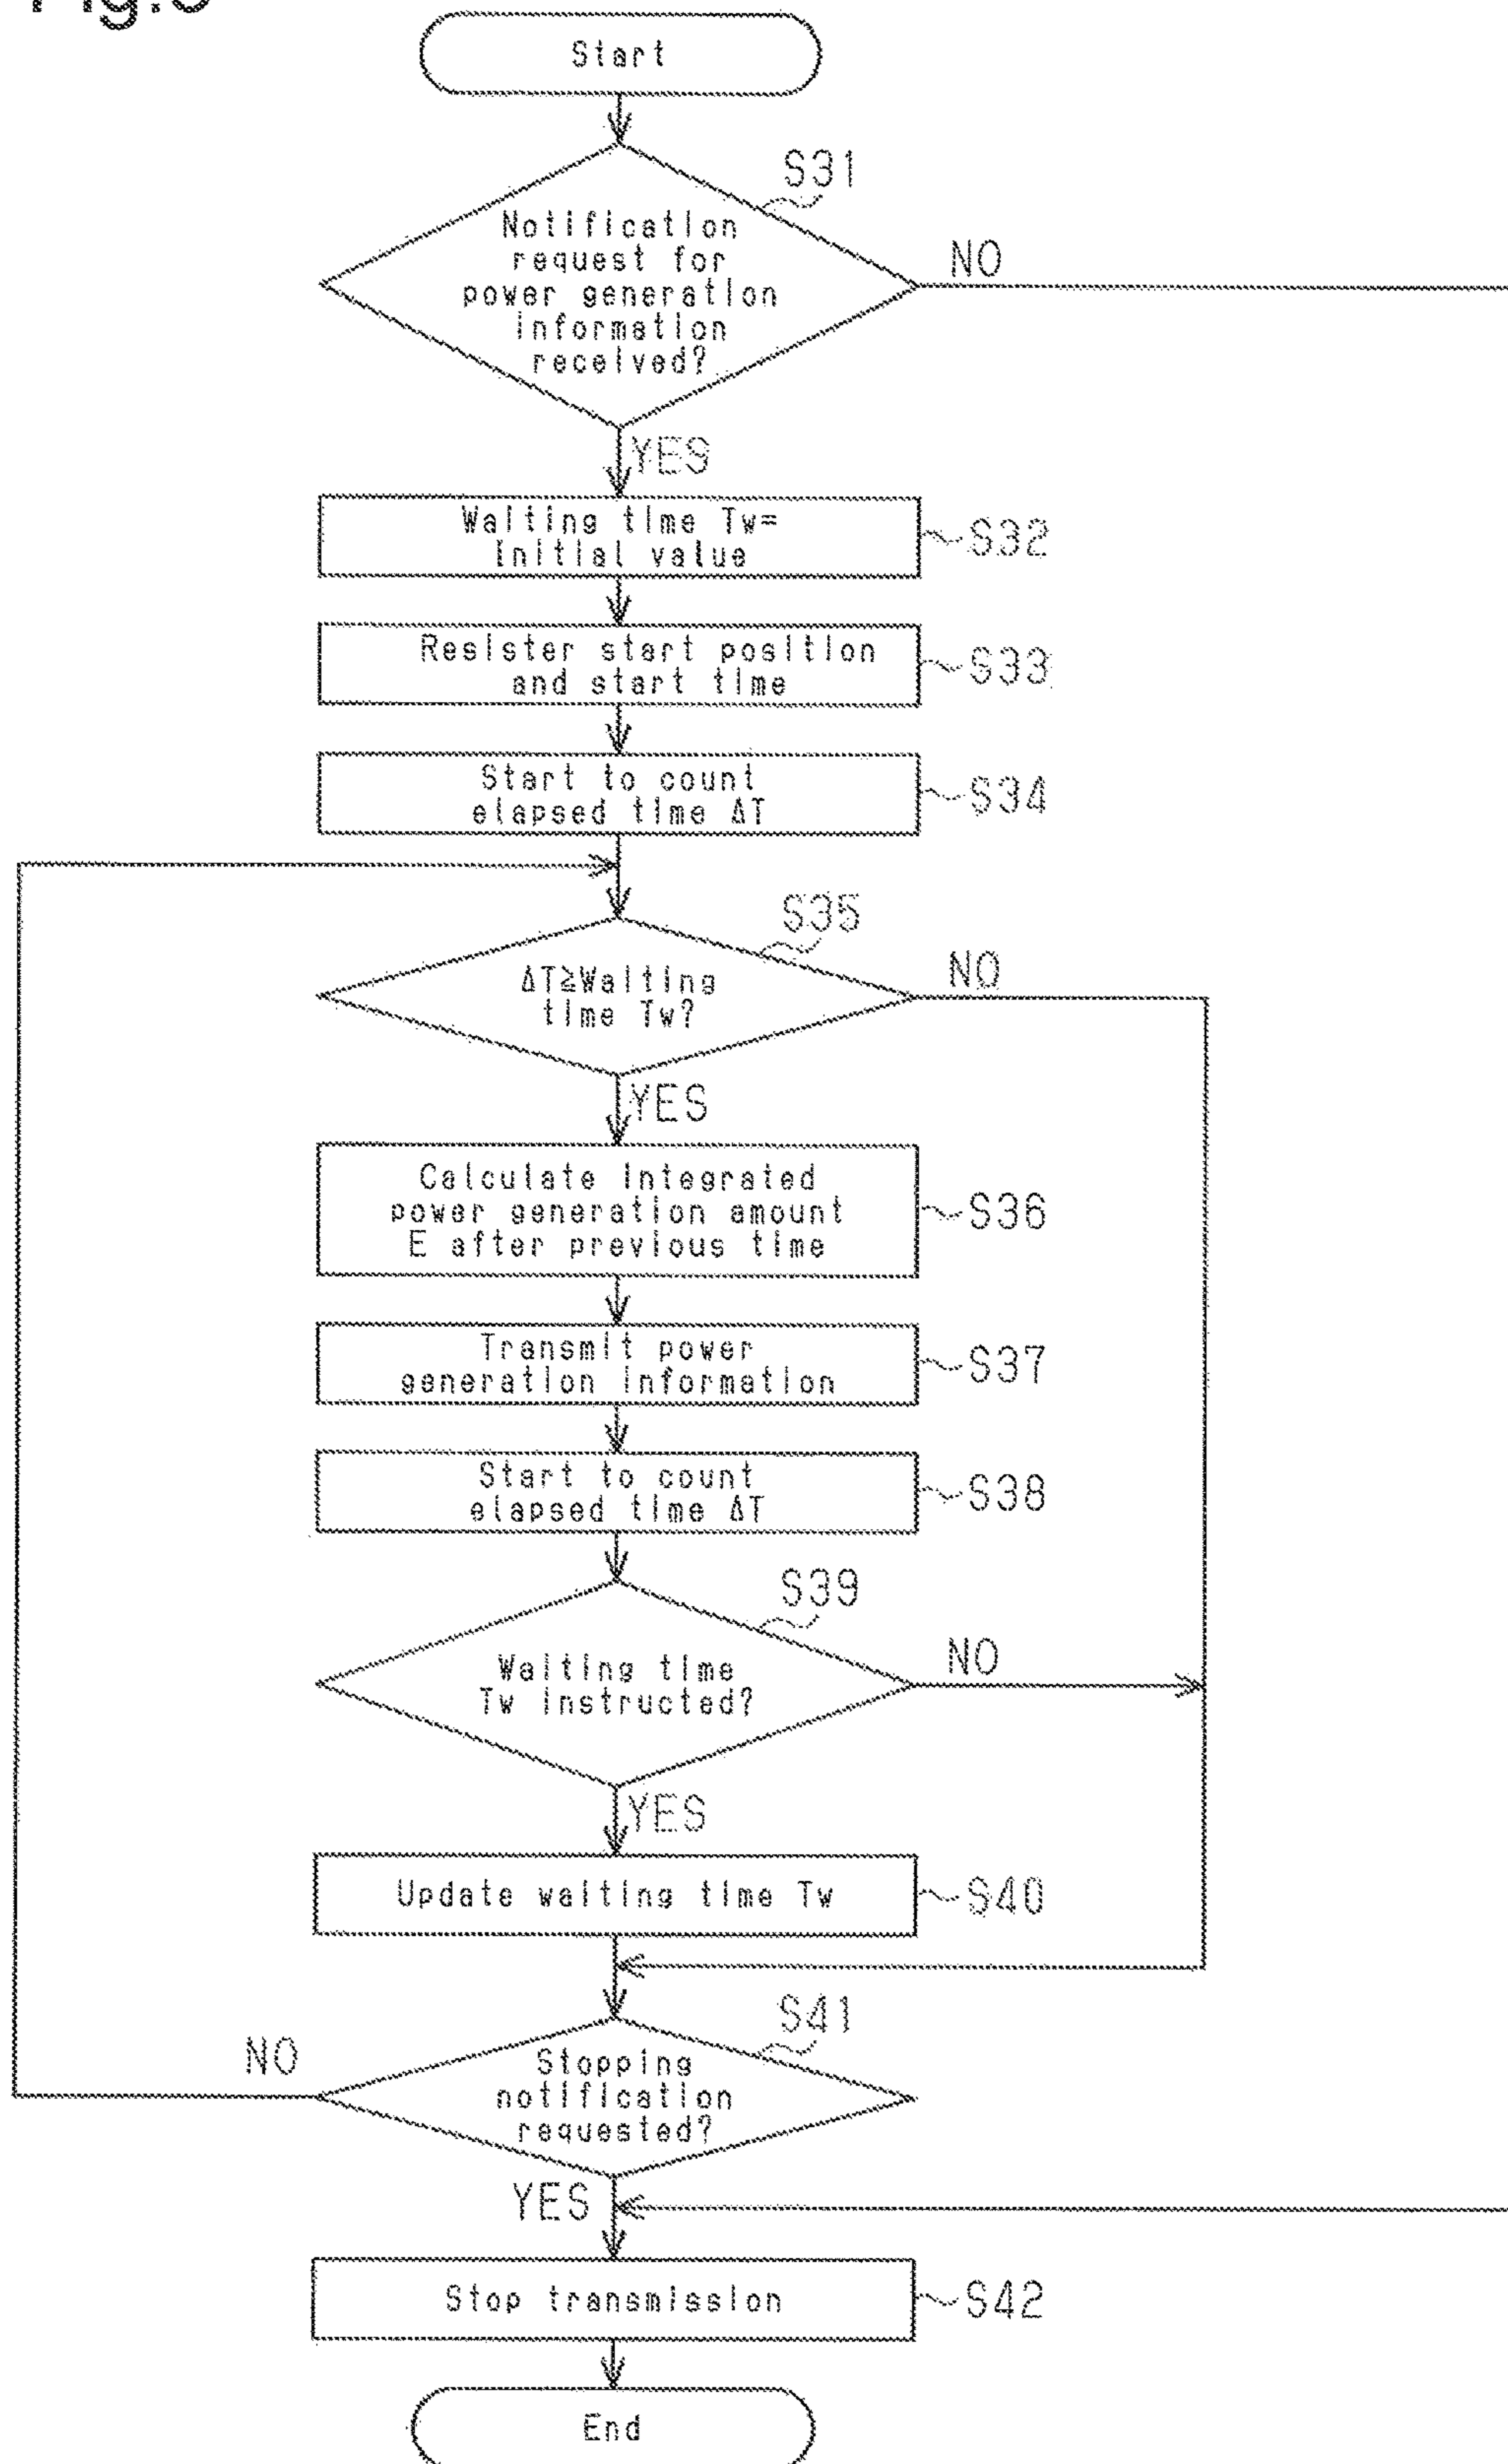 Start
S31
Notification
request for
power generation
information
received?
NO
YES
Waiting time Tw=
Initial value
S32
Resister start position
and start time
S33
Start to count
elapsed time ΔT
S34
S35
ΔT≧Waiting
time Tw?
NO
YES
Calculate Integrated
power generation amount
E after previous time
S36
Transmit power
generation information
S37
Start to count
elapsed time ΔT
S38
S39
Waiting time
Tw instructed?
NO
YES
Update waiting time Tw
S40
S41
Stopping
notification
requested?
NO
YES
Stop transmission
S42
End